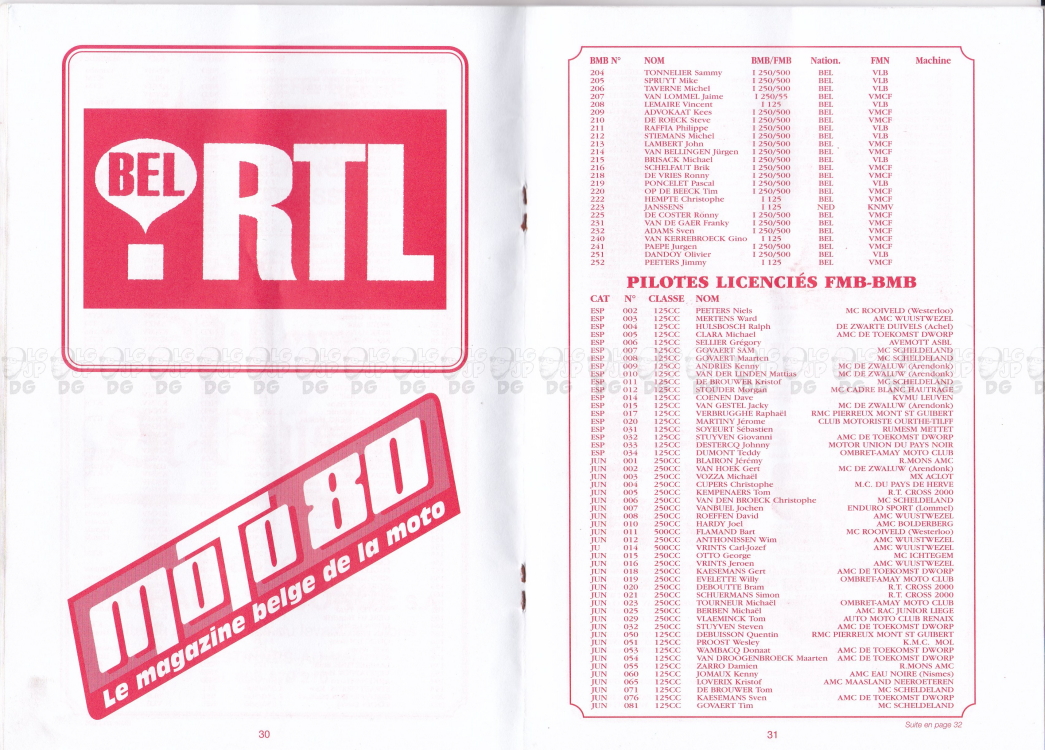 BEL
RTL
MOTO 80
Le magazine belge de la moto
30
BMB N° NOM BMB/FMB Nation. FMN Machine
204 TONNELIER Sammy I 250/500 BEL VLB
205 SPRUYT Mike I 250/500 BEL VLB
206 TAVERNE Michel I 250/500 BEL VLB
207 VAN LOMMEL Jaime I 250/55 BEL VMCF
208 LEMAIRE Vincent I 125 BEL VLB
209 ADVOKAAT Kees I 250/500 BEL VMCF
210 DE ROECK Steve I 250/500 BEL VMCF
211 RAFFIA Philippe I 250/500 BEL VLB
212 STIEMANS Michel I 250/500 BEL VLB
213 LAMBERT John I 250/500 BEL VMCF
214 VAN BELLINGEN Jürgen I 250/500 BEL VMCF
215 BRISACK Michael I 250/500 BEL VLB
216 SCHELFAUT Brik I 250/500 BEL VMCF
218 DE VRIES Ronny I 250/500 BEL VMCF
219 PONCELET Pascal I 250/500 BEL VLB
220 OP DE BEECK Tim I 250/500 BEL VMCF
222 HEMPTE Christophe I 125 BEL VMCF
223 JANSSENS I 125 NED KNMV
225 DE COSTER Ronny I 250/500 BEL VMCF
231 VAN DE GAER Franky I 250/500 BEL VMCF
232 ADAMS Sven I 250/500 BEL VMCF
240 VAN KERREBROECK Gino I 125 BEL VMCF
241 PAEPE Jurgen I 250/500 BEL VMCF
251 DANDOY Olivier I 250/500 BEL VLB
252 PEETERS Jimmy I 125 BEL VMCF
PILOTES LICENCIÉS FMB-BMB
CAT N° CLASSE NOM
ESP 002 125CC PEETERS Niels MC ROOIVELD (Westerloo)
ESP 003 125CC MERTENS Ward AMC WUUSTWEZEL
ESP 004 125CC HULSBOSCH Ralph DE ZWARTE DUIVELS (Achel)
ESP 005 125CC CLARA Michael AMC DE TOEKOMST DWORP
ESP 006 125CC SELLIER Grégory AVEMOTT ASBL
ESP 007 125CC GOVAERT SAM MC SCHELDELAND
ESP 008 125CC GOVAERT Maarten MC SCHELDELAND
ESP 009 125CC ANDRIES Kenny MC DE ZWALUW (Arendonk)
ESP 010 125CC VAN DER LINDEN Mattias MC DE ZWALUW (Arendonk)
ESP 011 125CC DE BROUWER Kristof MC SCHELDELAND
ESP 012 125CC STOUDER Morgan MC CADRE BLANC HAUTRAGE
ESP 014 125CC COENEN Dave KVMU LEUVEN
ESP 015 125CC VAN GESTEL Jacky MC DE ZWALUW (Arendonk)
ESP 017 125CC VERBRUGGHE Raphaël RMC PIERREUX MONT ST GUIBERT
ESP 020 125CC MARTINY Jérome CLUB MOTORISTE OURTHE-TILFF
ESP 031 125CC SOYEURT Sébastien RUMESM METTET
ESP 032 125CC STUYVEN Giovanni AMC DE TOEKOMST DWORP
ESP 033 125CC DESTERCQ Johnny MOTOR UNION DU PAYS NOIR
ESP 034 125CC DUMONT Teddy OMBRET-AMAY MOTO CLUB
JUN 001 250CC BLAIRON Jérémy R.MONS AMC
JUN 002 250CC VAN HOEK Gert MC DE ZWALUW (Arendonk)
JUN 003 250CC VOZZA Michaël MX ACLOT
JUN 004 250CC CUPERS Christophe M.C. DU PAYS DE HERVE
JUN 005 250CC KEMPENAERS Tom R.T. CROSS 2000
JUN 006 250CC VAN DEN BROECK Christophe MC SCHELDELAND
JUN 007 250CC VANBUEL Jochen ENDURO SPORT (Lommel)
JUN 008 250CC ROEFFEN David AMC WUUSTWEZEL
JUN 010 250CC HARDY Joel AMC BOLDERBERG
JUN 011 500CC FLAMAND Bart MC ROOIVELD (Westerloo)
JUN 012 250CC ANTHONISSEN Wim AMC WUUSTWEZEL
JU 014 500CC VRINTS Carl-Jozef AMC WUUSTWEZEL
JUN 015 250CC OTTO George MC ICHTEGEM
JUN 016 250CC VRINTS Jeroen AMC WUUSTWEZEL
JUN 018 250CC KAESEMANS Gert AMC DE TOEKOMST DWORP
JUN 019 250CC EVELETTE Willy OMBRET-AMAY MOTO CLUB
JUN 020 250CC DEBOUTTE Bram R.T. CROSS 2000
JUN 021 250CC SCHUERMANS Simon R.T. CROSS 2000
JUN 023 250CC TOURNEUR Michaël OMBRET-AMAY MOTO CLUB
JUN 025 250CC BERBEN Michaël AMC RAC JUNIOR LIEGE
JUN 029 250CC VLAEMINCK Tom AUTO MOTO CLUB RENAIX
JUN 032 250CC STUYVEN Steven AMC DE TOEKOMST DWORP
JUN 050 125CC DEBUISSON Quentin RMC PIERREUX MONT ST GUIBERT
JUN 051 125CC PROOST Wesley K.M.C. MOL
JUN 053 125CC WAMBACQ Donaat AMC DE TOEKOMST DWORP
JUN 054 125CC VAN DROOGENBROECK Maarten AMC DE TOEKOMST DWORP
JUN 055 125CC ZARRO Damien R.MONS AMC
JUN 060 125CC JOMAUX Kenny AMC EAU NOIRE (Nismes)
JUN 065 125CC LOVERIX Kristof AMC MAASLAND NEEROETEREN
JUN 071 125CC DE BROUWER Tom MC SCHELDELAND
JUN 076 125CC KAESEMANS Sven AMC DE TOEKOMST DWORP
JUN 081 125CC GOVAERT Tim MC SCHELDELAND
Suite en page 32
31